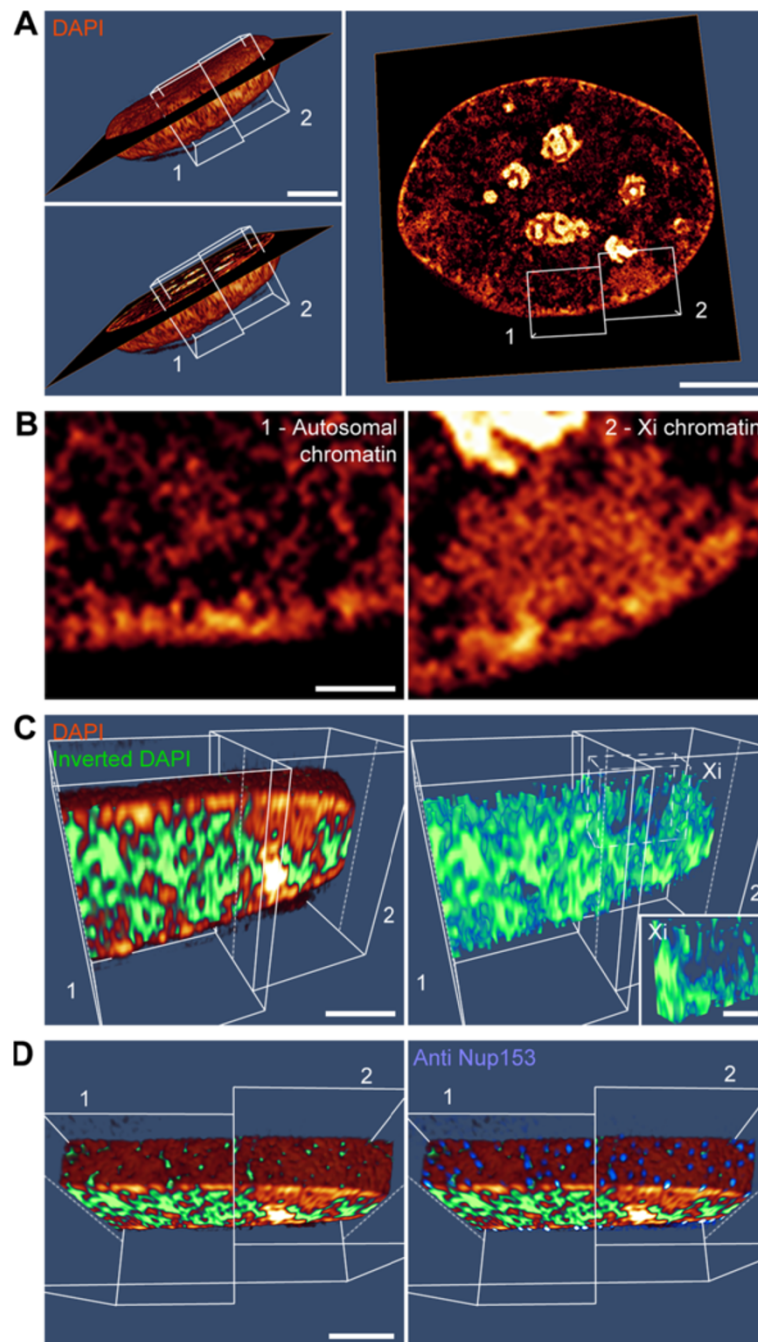 A
DAPI
1
2
1
2
1
2
B
1 - Autosomal
chromatin
2 - Xi chromatin
C
DAPI
Inverted DAPI
1
2
Xi
1
2
Xi
D
1
2
Anti Nup153
1
2